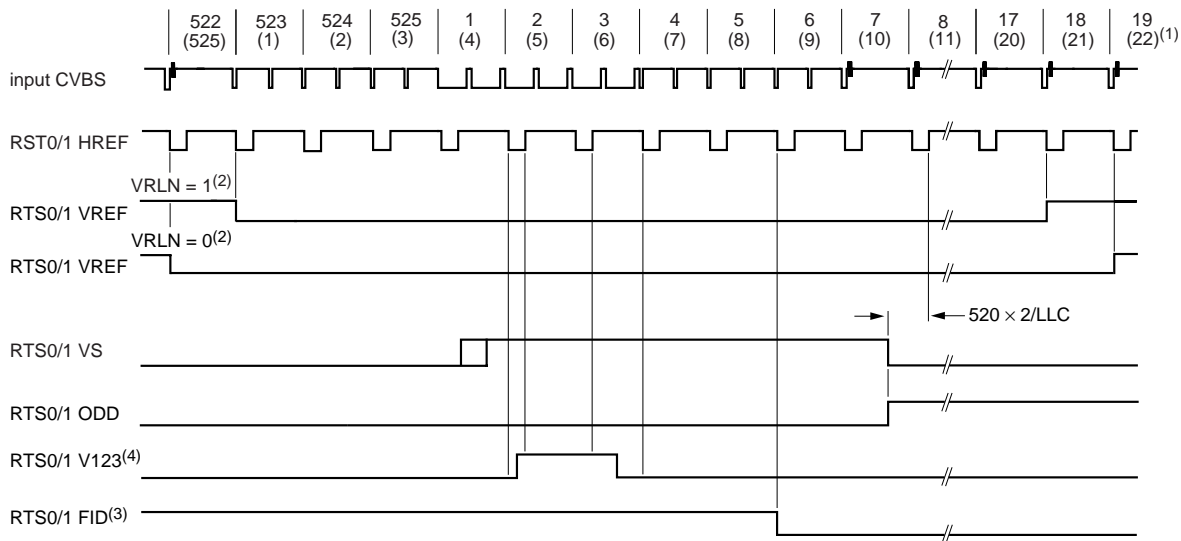 522 523 524 525 1 2 3 4 5 6 7 8 17 18 19
(525) (1) (2) (3) (4) (5) (6) (7) (8) (9) (10) (11) (20) (21) (22)(1)
input CVBS
RST0/1 HREF
VRLN = 1(2)
RTS0/1 VREF
VRLN = 0(2)
RTS0/1 VREF
520 × 2/LLC
RTS0/1 VS
RTS0/1 ODD
RTS0/1 V123(4)
RTS0/1 FID(3)